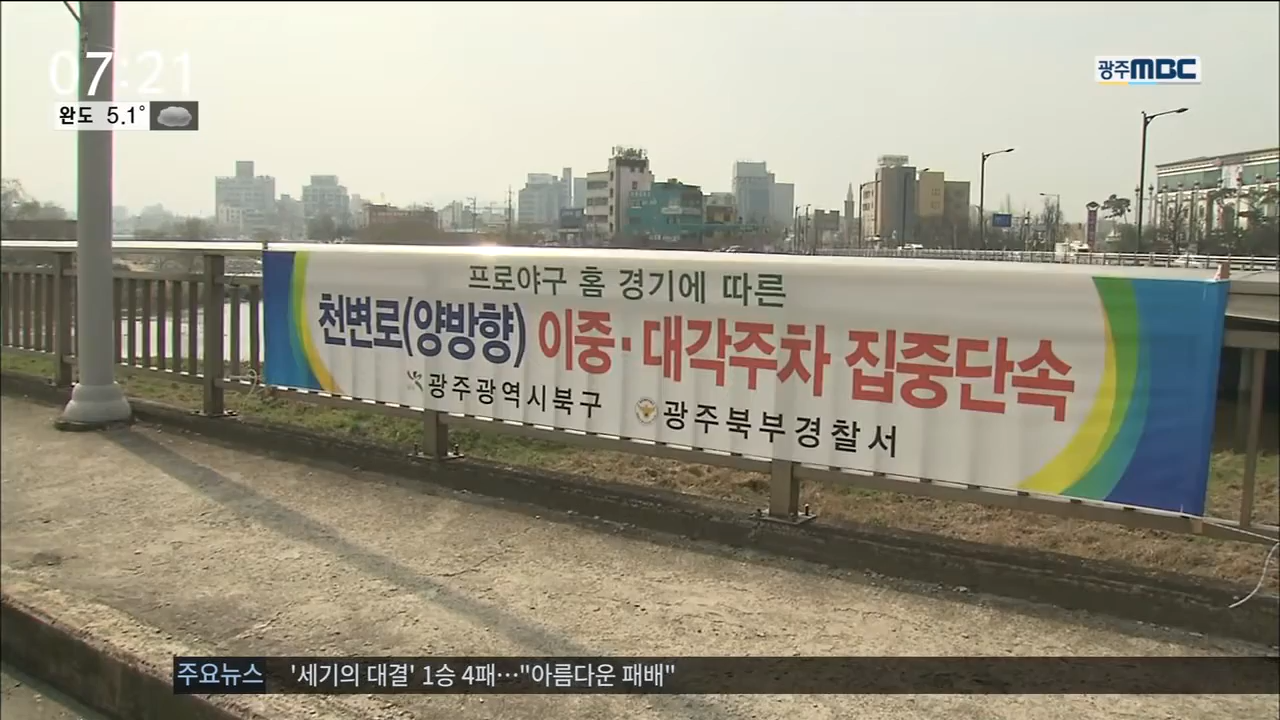 07:21
광주MBC
완도 5.1°
프로야구 홈 경기에 따른
천변로(양방향) 이중·대각주차 집중단속
광주광역시북구 광주북부경찰서
주요뉴스 '세기의 대결' 1승 4패···"아름다운 패배"